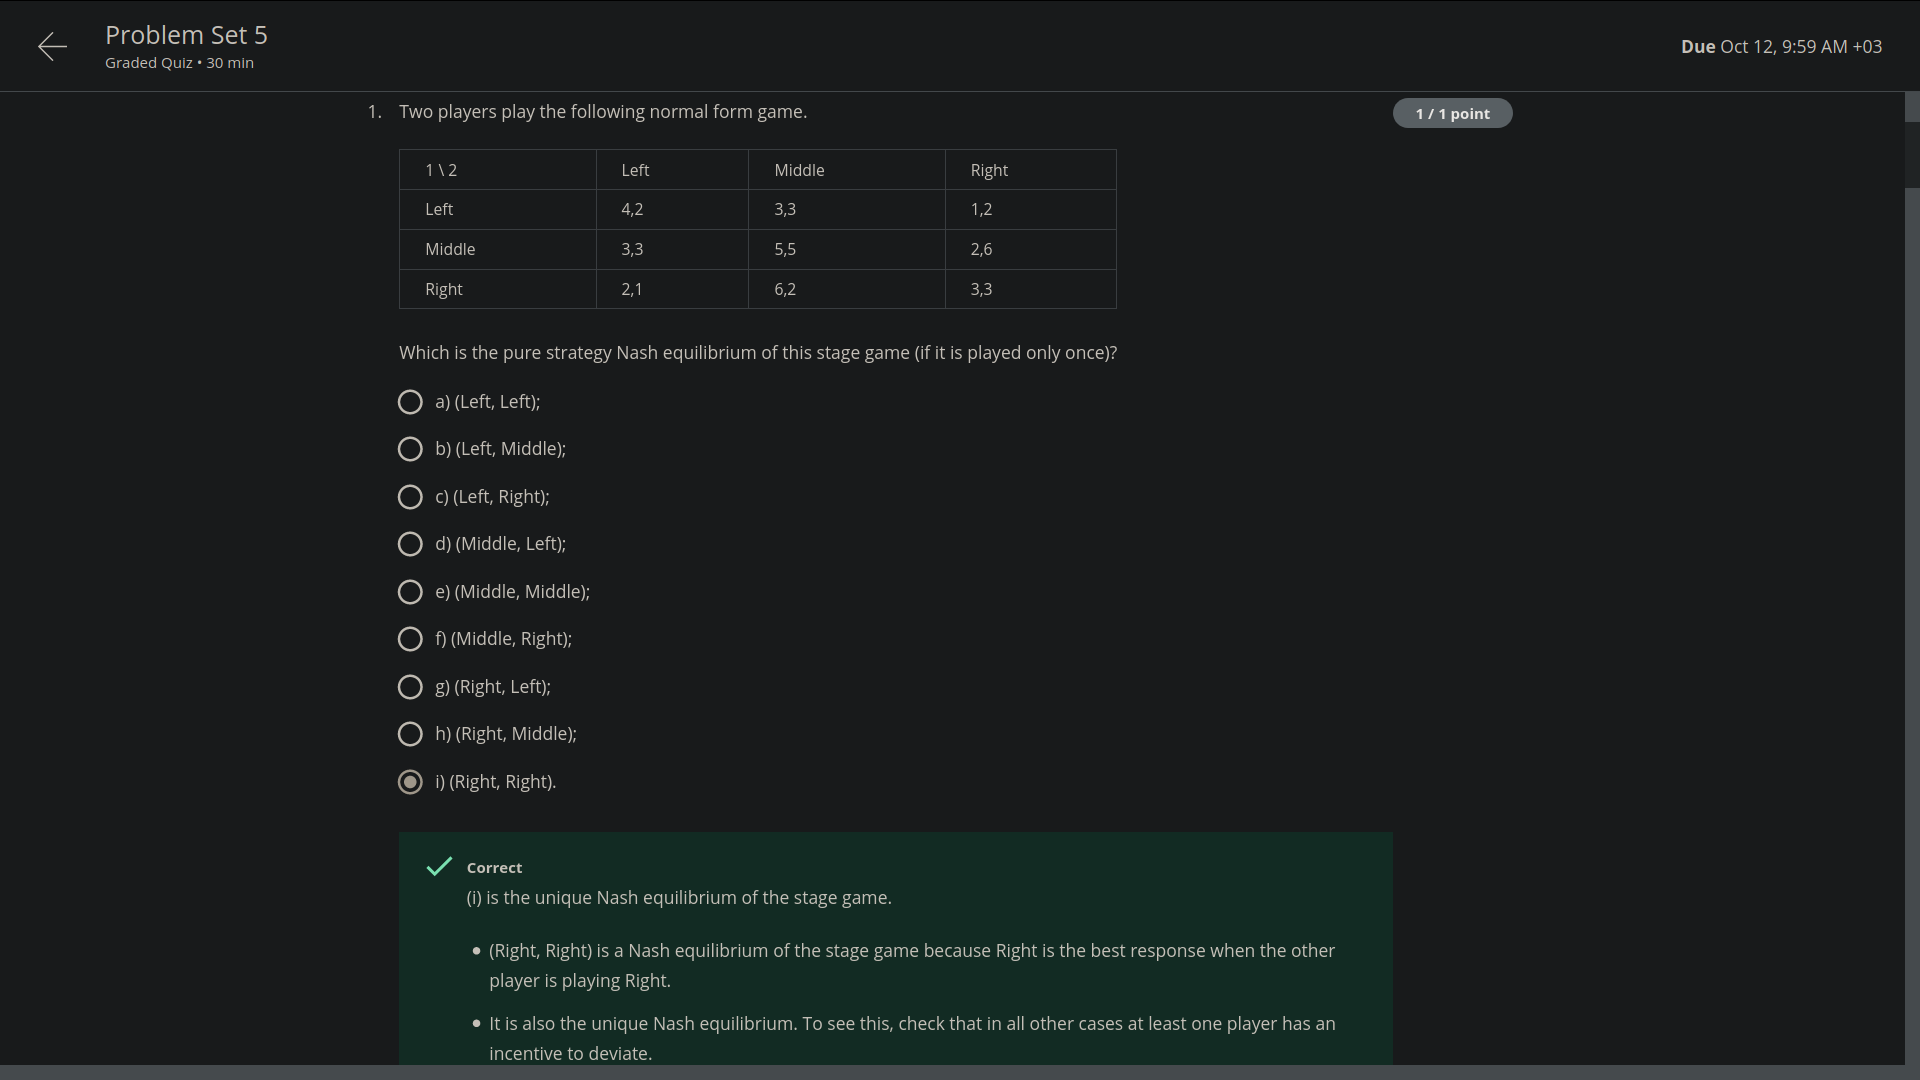 Problem Set 5
Graded Quiz • 30 min
Due Oct 12, 9:59 AM +03
1. Two players play the following normal form game.
1 / 1 point
1 \ 2 Left Middle Right
Left 4,2 3,3 1,2
Middle 3,3 5,5 2,6
Right 2,1 6,2 3,3
Which is the pure strategy Nash equilibrium of this stage game (if it is played only once)?
a) (Left, Left);
b) (Left, Middle);
c) (Left, Right);
d) (Middle, Left);
e) (Middle, Middle);
f) (Middle, Right);
g) (Right, Left);
h) (Right, Middle);
i) (Right, Right).
Correct
(i) is the unique Nash equilibrium of the stage game.
• (Right, Right) is a Nash equilibrium of the stage game because Right is the best response when the other
player is playing Right.
• It is also the unique Nash equilibrium. To see this, check that in all other cases at least one player has an
incentive to deviate.